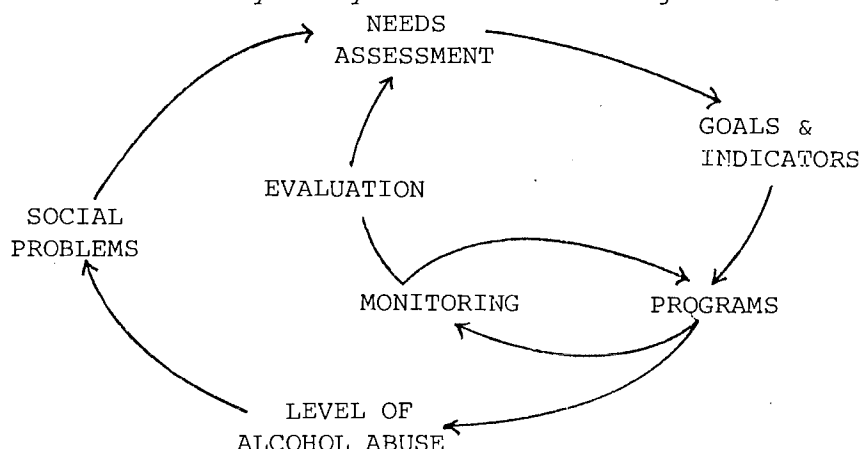 NEEDS
ASSESSMENT
GOALS &
INDICATORS
EVALUATION
SOCIAL
PROBLEMS
MONITORING
PROGRAMS
LEVEL OF
ALCOHOL ABUSE